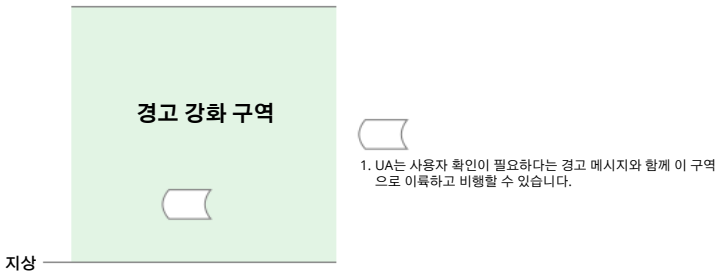 경고 강화 구역
1. UA는 사용자 확인이 필요하다는 경고 메시지와 함께 이 구역
으로 이륙하고 비행할 수 있습니다.
지상